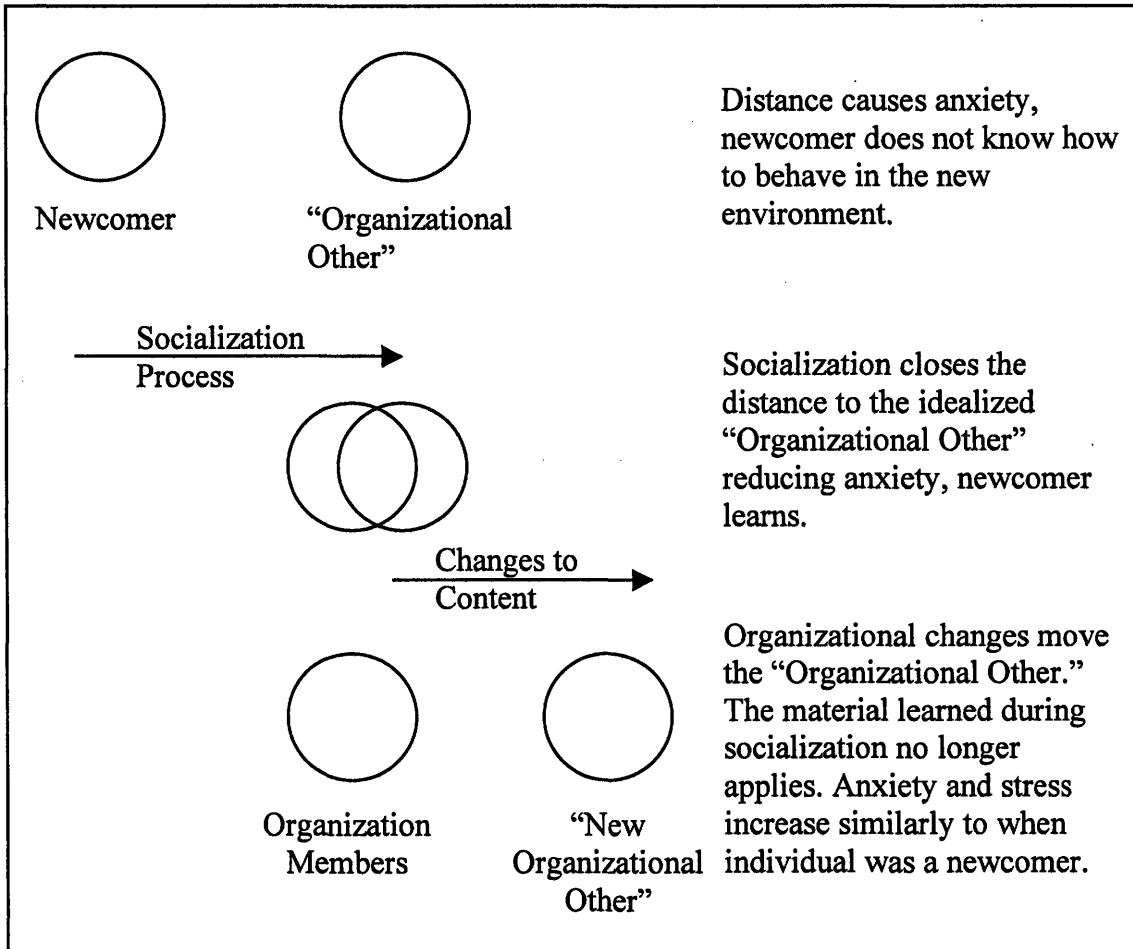 Distance causes anxiety,
newcomer does not know how
to behave in the new
environment.
Newcomer
“Organizational
Other”
Socialization
Process
Socialization closes the
distance to the idealized
“Organizational Other”
reducing anxiety, newcomer
learns.
Changes to
Content
Organizational changes move
the “Organizational Other.”
The material learned during
socialization no longer
applies. Anxiety and stress
increase similarly to when
individual was a newcomer.
Organization
Members
“New
Organizational
Other”